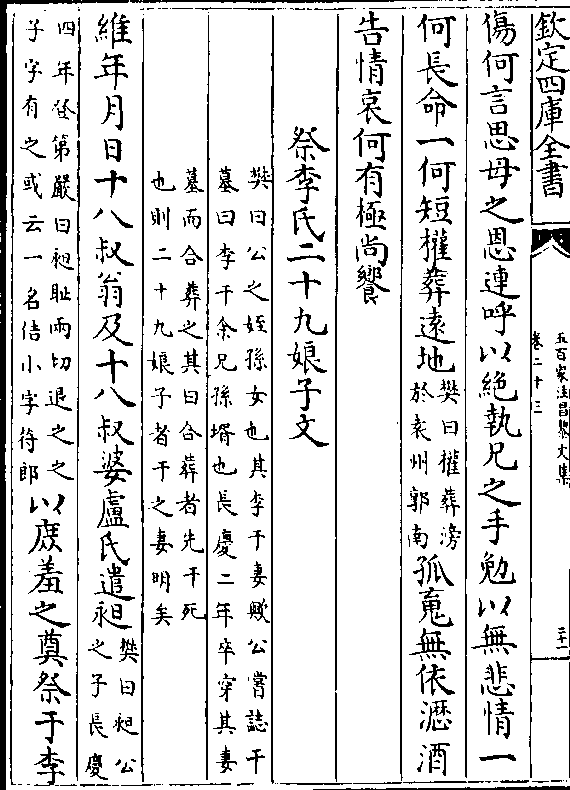 欽定四庫全書
五百家注昌黎文集
卷二十三
二十一
傷何言思母之恩連呼以絶執兄之手勉以無悲情一
何長命一何短權葬遠地樊曰權葬滂於袁州郭南孤䰟無依瀝酒
告情哀何有極尚饗
祭李氏二十九娘子文
樊曰公之姪孫女也其李干妻歟公嘗誌干
墓曰李干余兄孫壻也長慶二年卒穿其妻
墓而合葬之其曰合葬者先干死
也則二十九娘子者干之妻明矣
維年月日十八叔翁及十八叔婆盧氏遣昶樊曰昶公之子長慶
四年登第嚴曰昶耻兩切退之之
子字有之或云一名佶小字符郎以庶羞之奠祭于李